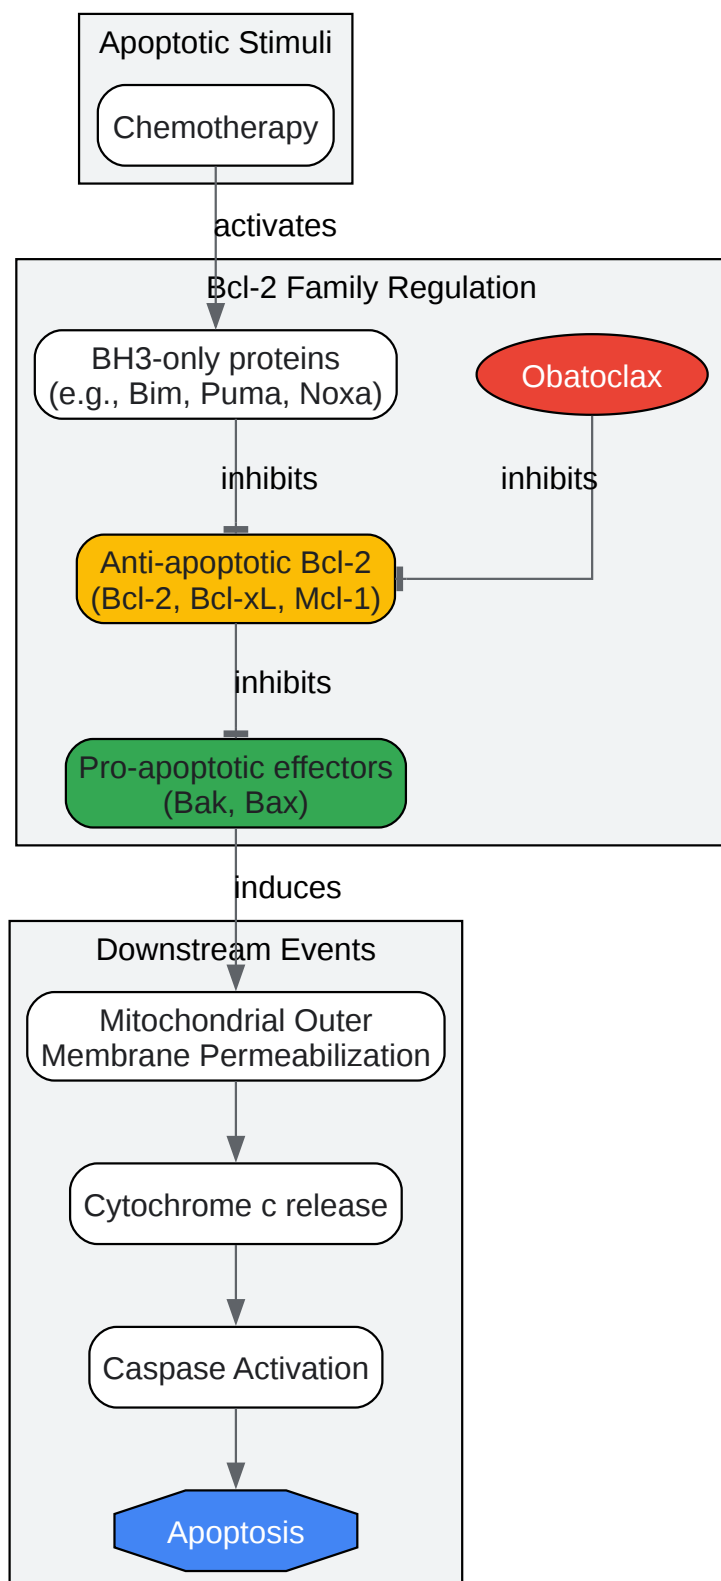 Apoptotic Stimuli
Chemotherapy
activates
Bcl-2 Family Regulation
BH3-only proteins
(e.g., Bim, Puma, Noxa)
Obatoclax
inhibits
inhibits
Anti-apoptotic Bcl-2
(Bcl-2, Bcl-xL, Mcl-1)
inhibits
Pro-apoptotic effectors
(Bak, Bax)
induces
Downstream Events
Mitochondrial Outer
Membrane Permeabilization
Cytochrome c release
Caspase Activation
Apoptosis